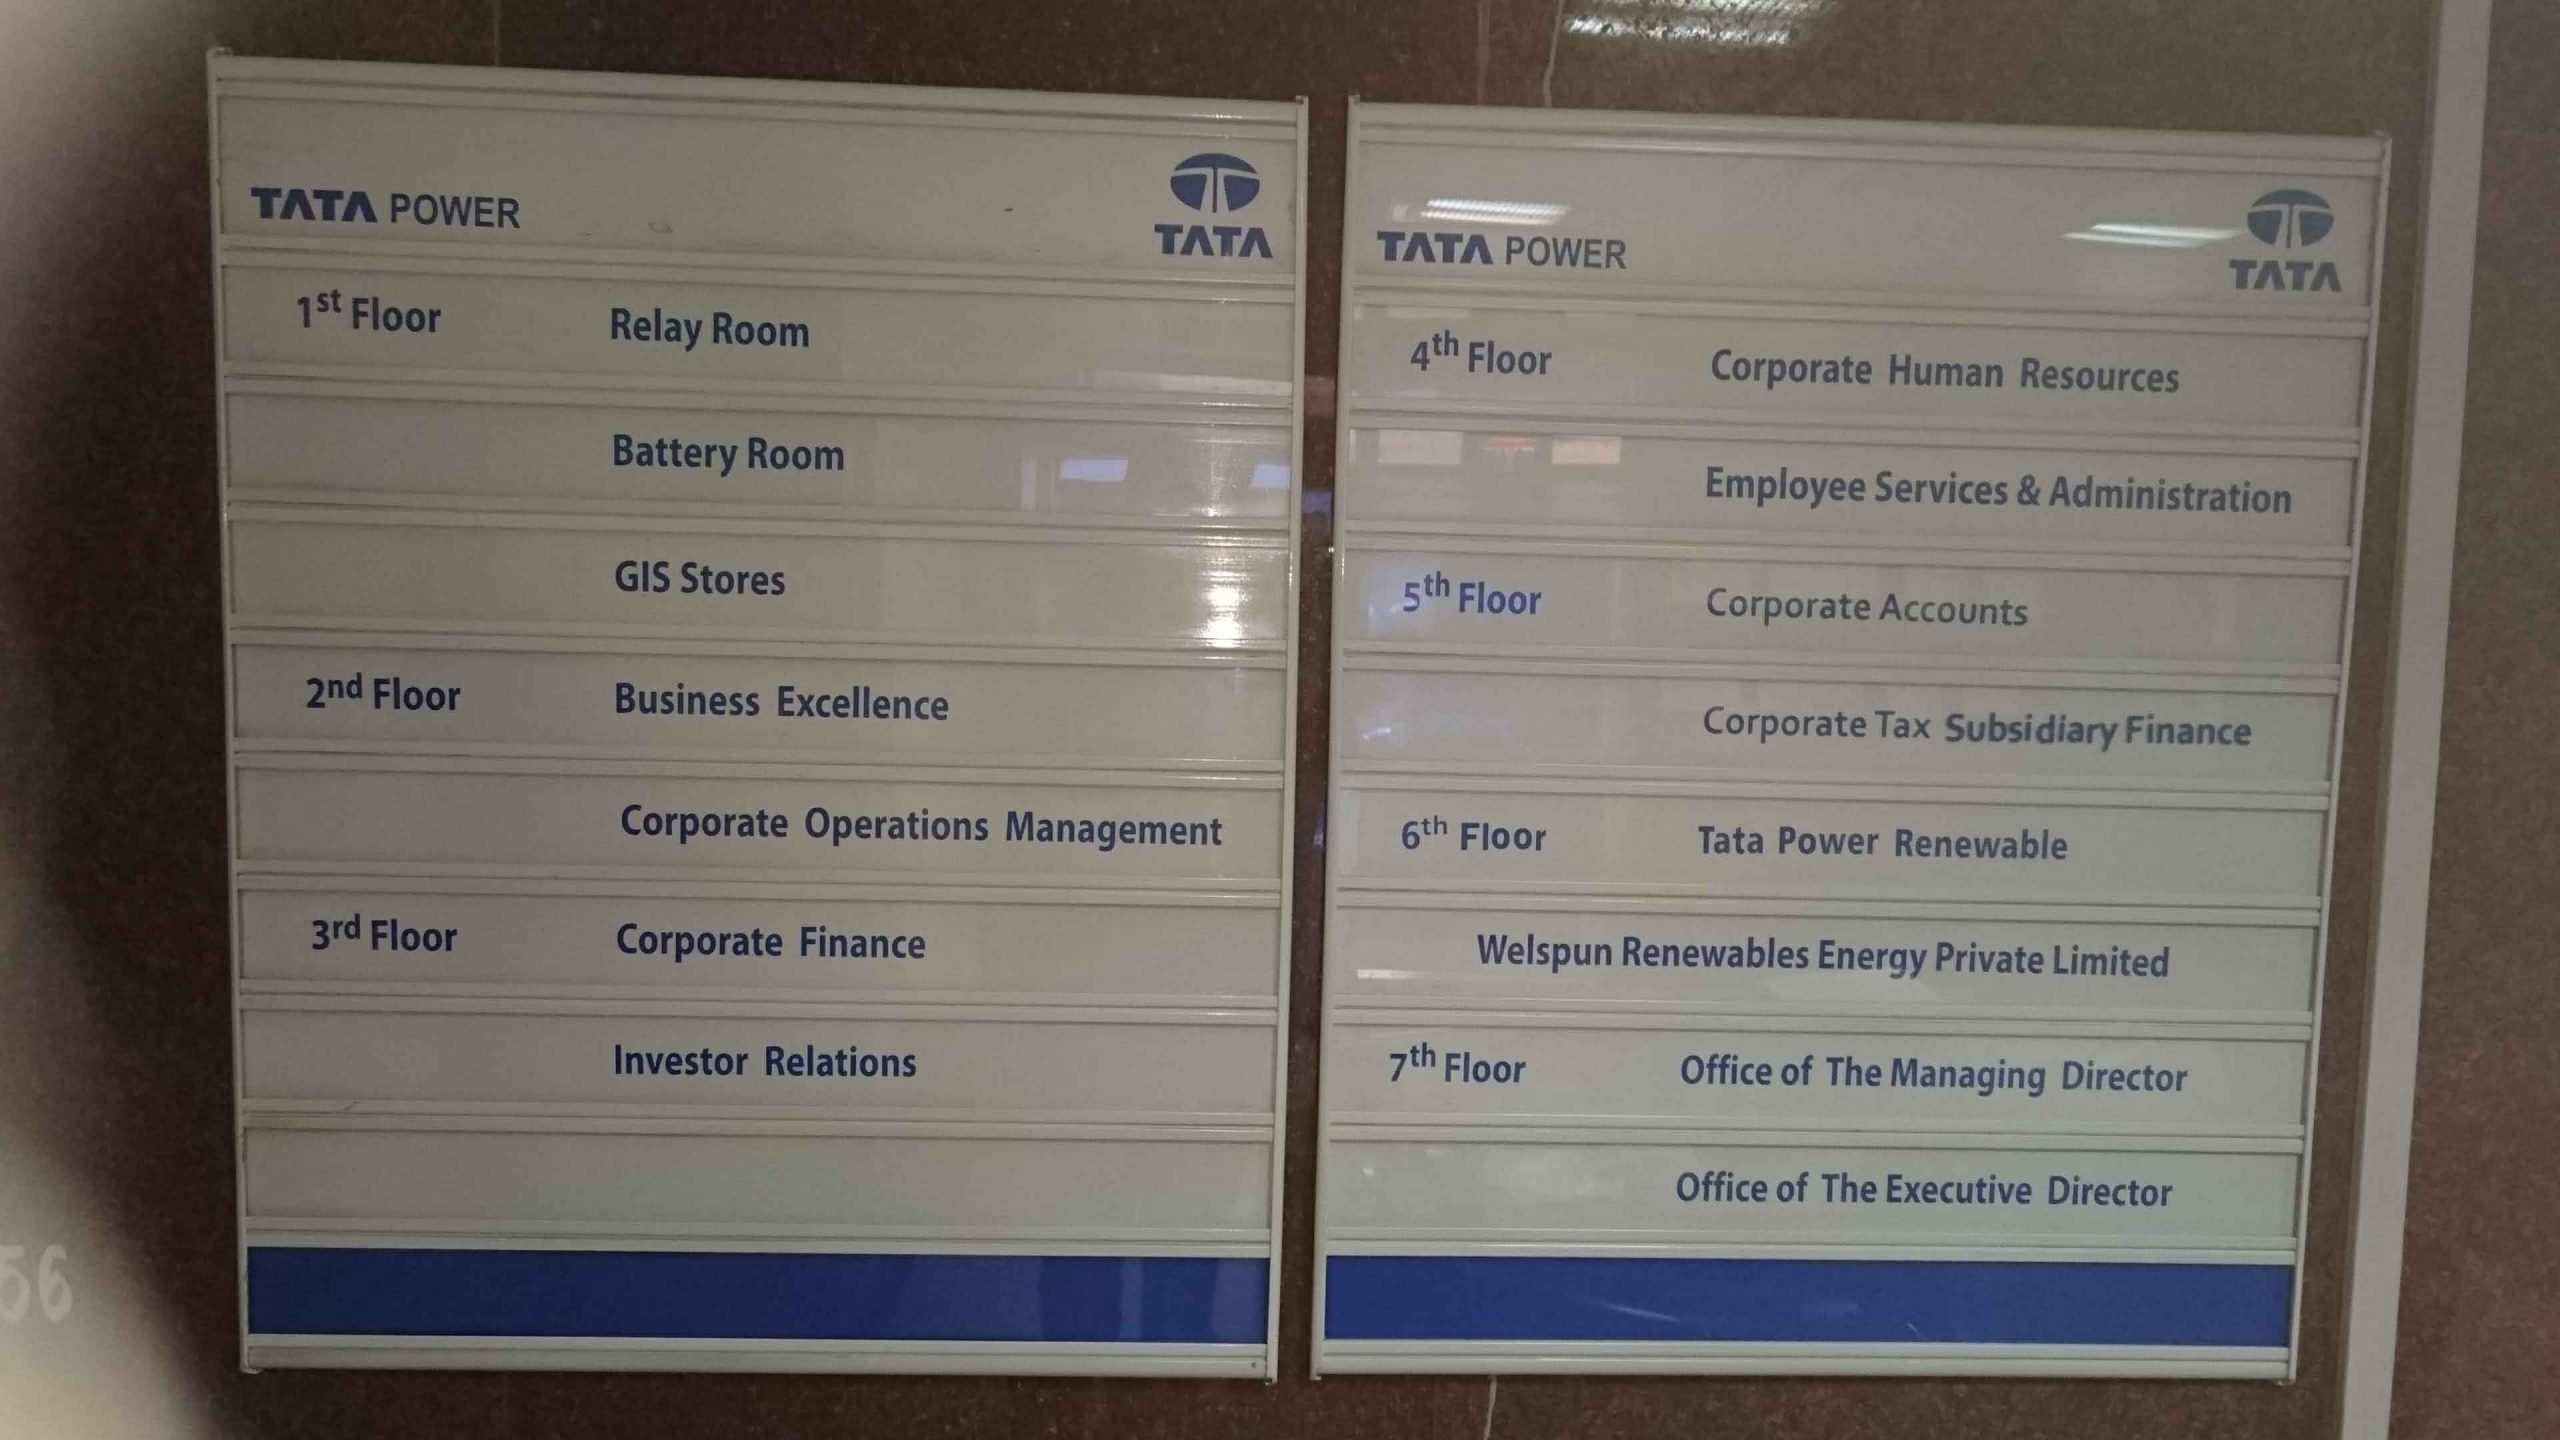 TATA POWER
TATA
1st Floor Relay Room
Battery Room
GIS Stores
2nd Floor Business Excellence
Corporate Operations Management
3rd Floor Corporate Finance
Investor Relations
TATA POWER
TATA
4th Floor Corporate Human Resources
Employee Services & Administration
5th Floor Corporate Accounts
Corporate Tax Subsidiary Finance
6th Floor Tata Power Renewable
Welspun Renewables Energy Private Limited
7th Floor Office of The Managing Director
Office of The Executive Director
56